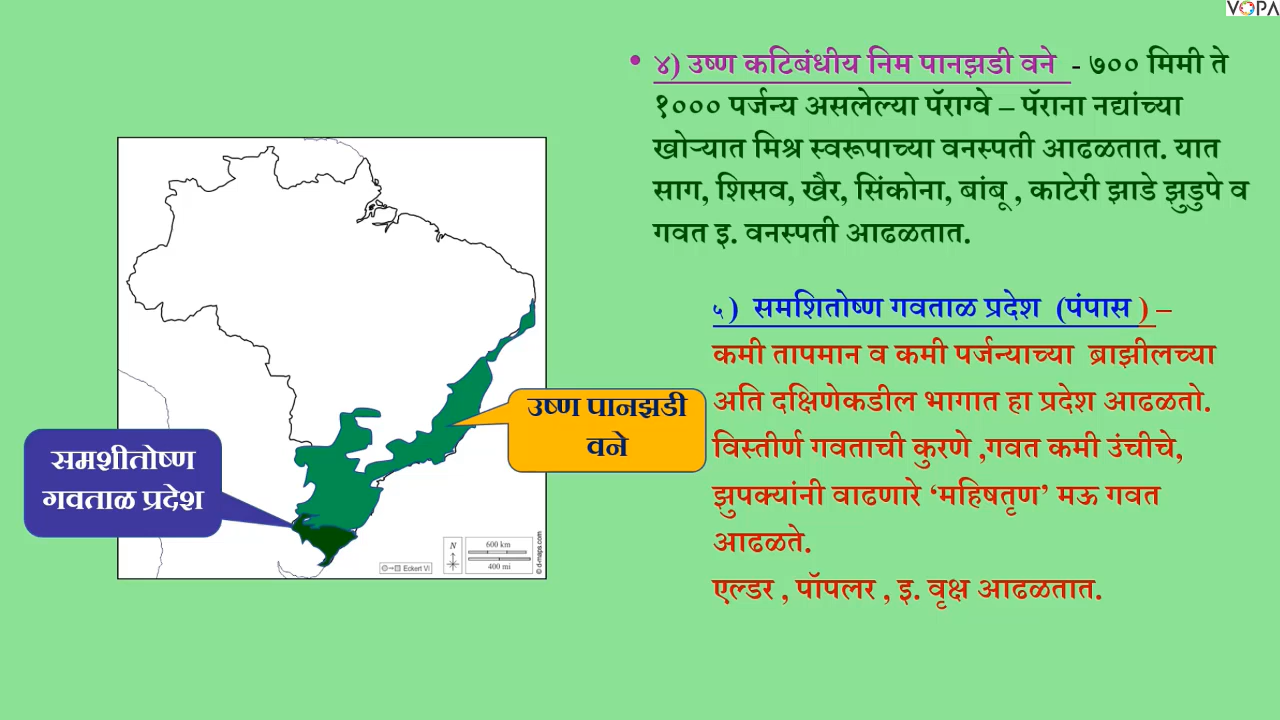 VOPA
• ४) उष्ण कटिबंधीय निम पानझडी वने - ७०० मिमी ते
१००० पर्जन्य असलेल्या पॅराग्वे – पॅराना नद्यांच्या
खोऱ्यात मिश्र स्वरूपाच्या वनस्पती आढळतात. यात
साग, शिसव, खैर, सिंकोना, बांबू , काटेरी झाडे झुडुपे व
गवत इ. वनस्पती आढळतात.
५ ) समशितोष्ण गवताळ प्रदेश (पंपास ) –
कमी तापमान व कमी पर्जन्याच्या ब्राझीलच्या
अति दक्षिणेकडील भागात हा प्रदेश आढळतो.
विस्तीर्ण गवताची कुरणे ,गवत कमी उंचीचे,
झुपक्यांनी वाढणारे ‘महिषतृण’ मऊ गवत
आढळते.
एल्डर , पॉपलर , इ. वृक्ष आढळतात.
उष्ण पानझडी
वने
समशीतोष्ण
गवताळ प्रदेश
N
600 km
400 mi
Eckert VI
© d-maps.com